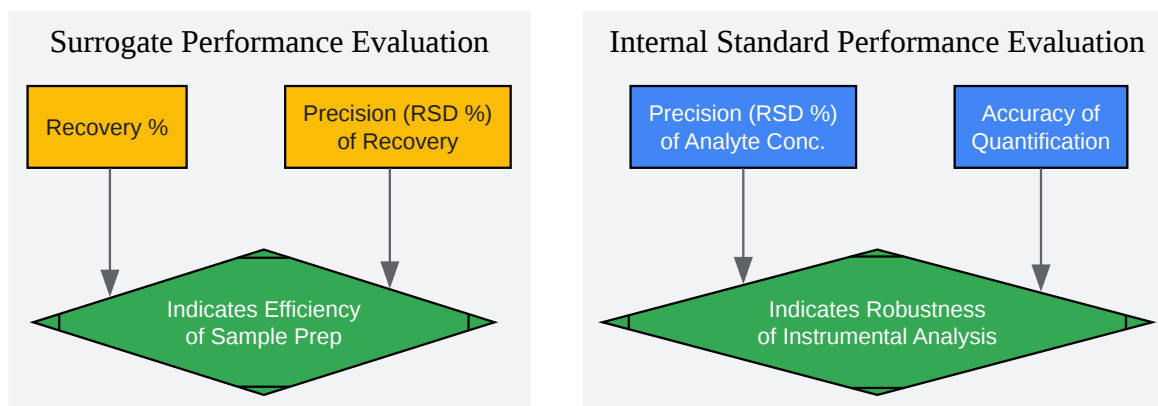 Surrogate Performance Evaluation
Recovery %
Precision (RSD %)
of Recovery
Indicates Efficiency
of Sample Prep
Internal Standard Performance Evaluation
Precision (RSD %)
of Analyte Conc.
Accuracy of
Quantification
Indicates Robustness
of Instrumental Analysis